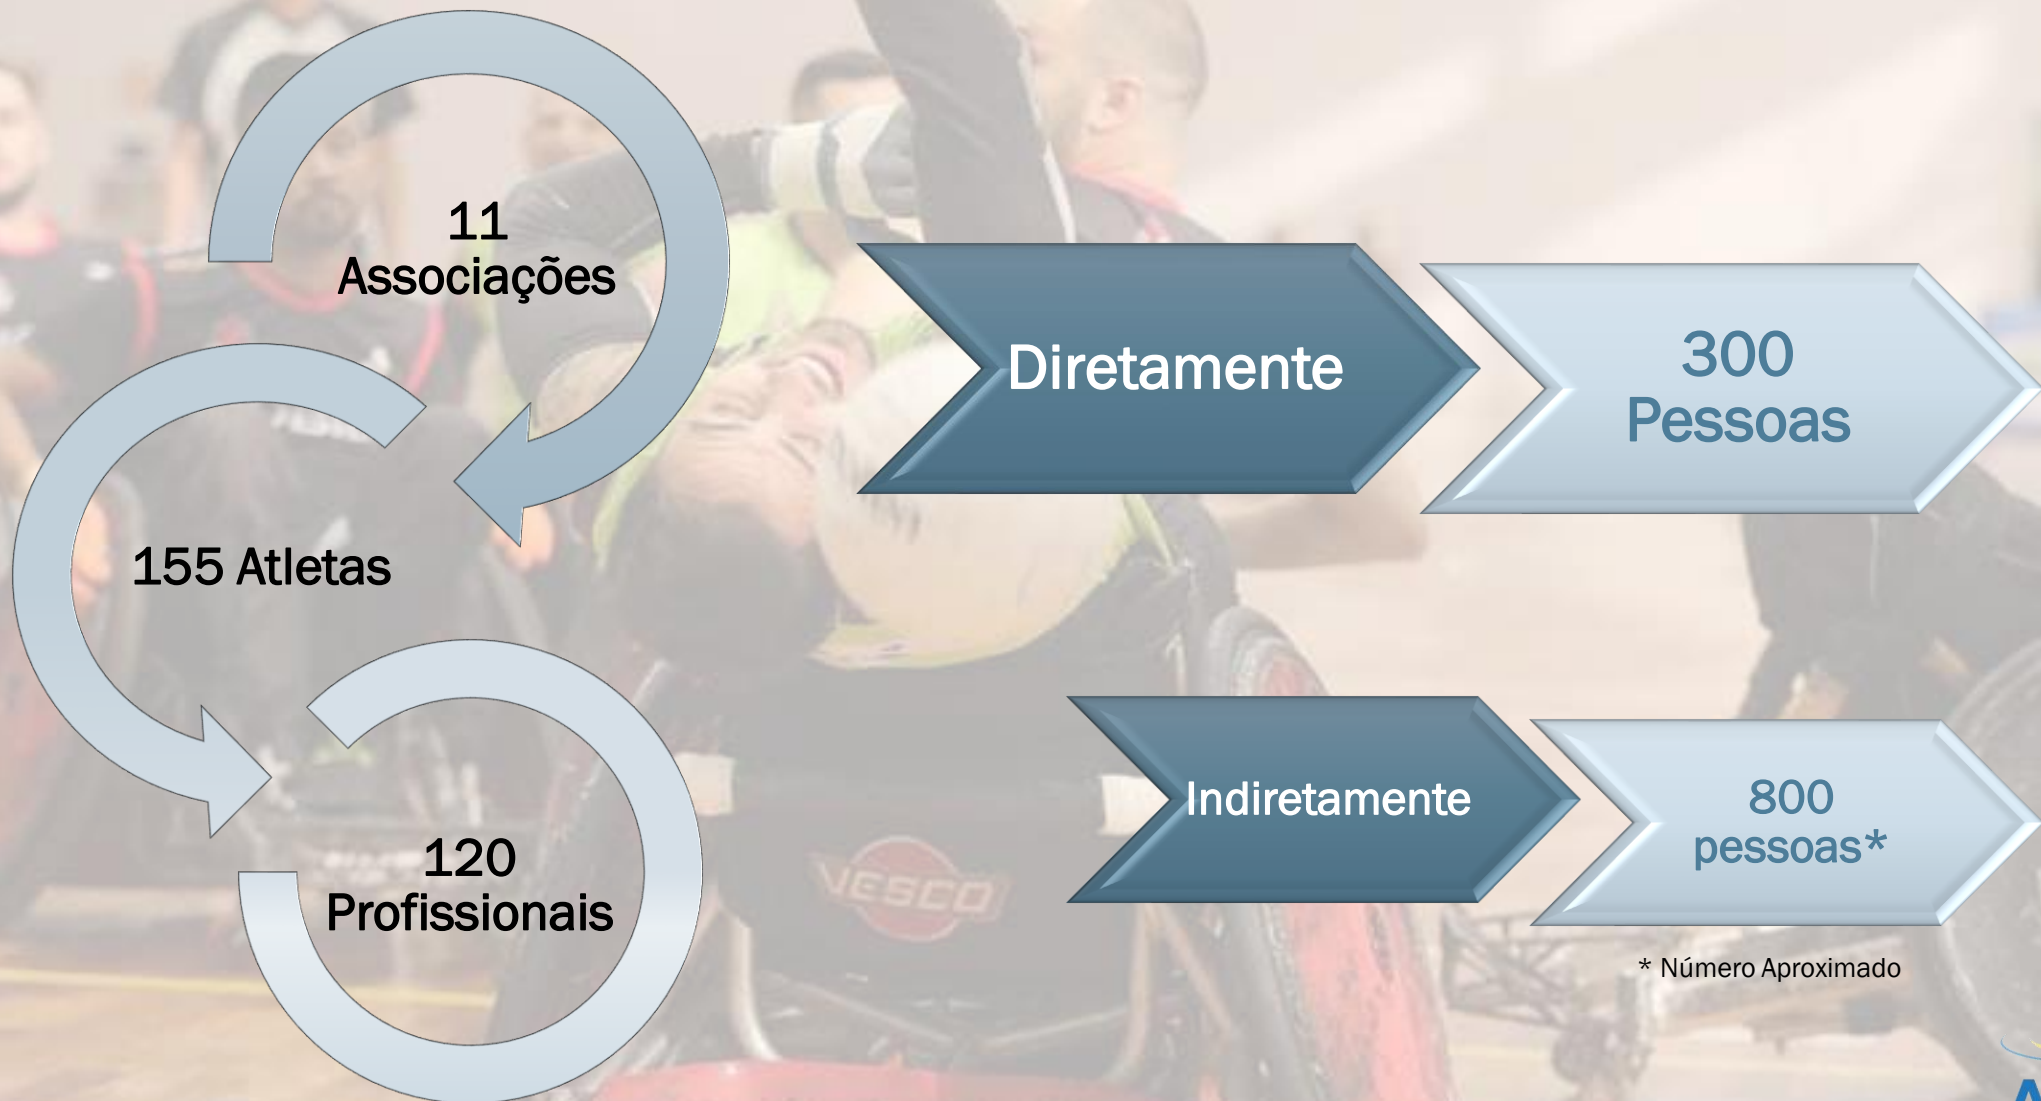 11
Associações
155 Atletas
120
Profissionais
Diretamente
300
Pessoas
Indiretamente
800
pessoas*
* Número Aproximado
VESCO